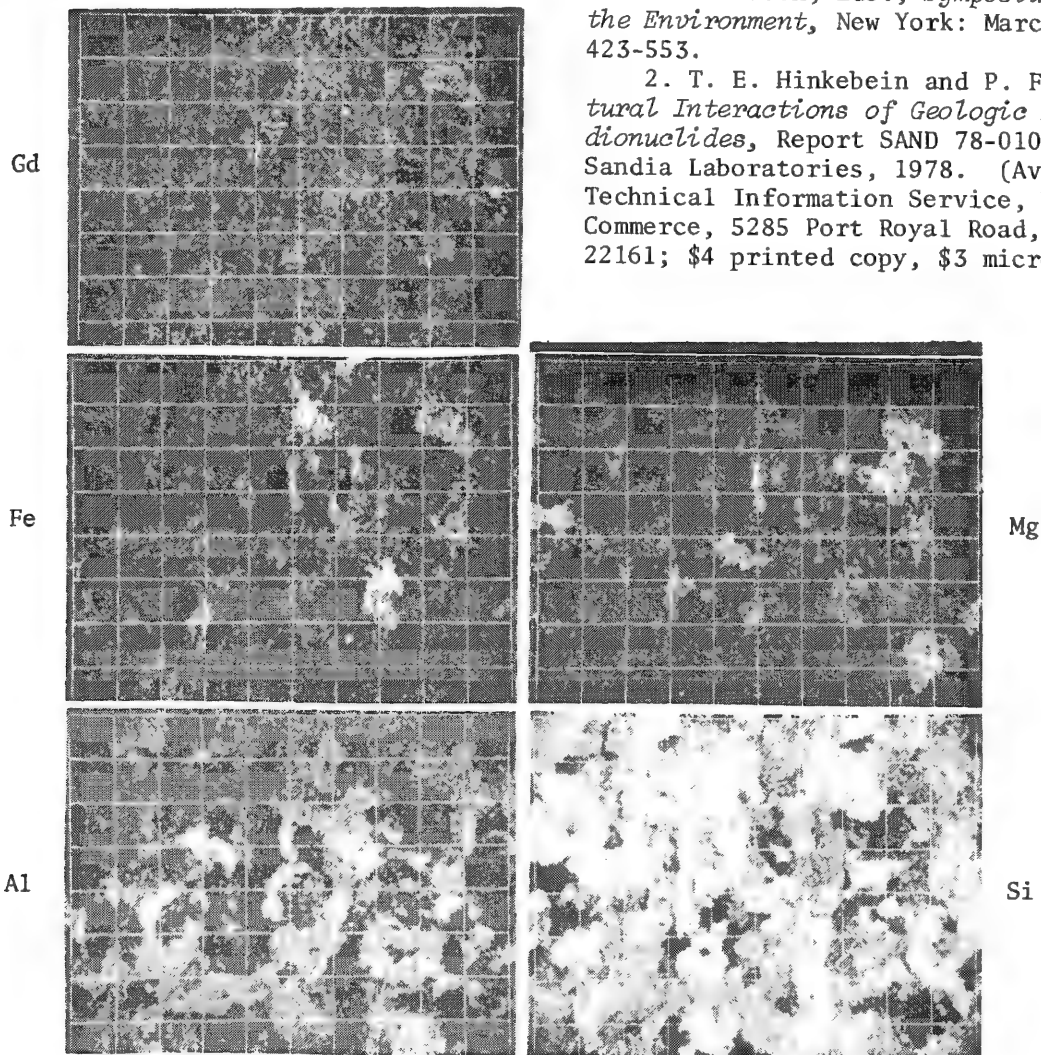 the Environment, New York: Marc
423-553.
2. T. E. Hinkebein and P. F
tural Interactions of Geologic
dionuclides, Report SAND 78-010
Sandia Laboratories, 1978. (Av
Technical Information Service,
Commerce, 5285 Port Royal Road,
22161; $4 printed copy, $3 micr
Gd
Fe
Mg
Al
Si